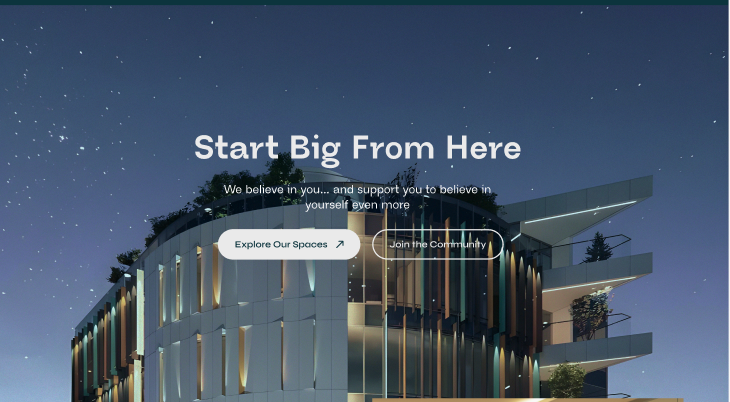 Start Big From Here
We believe in you... and support you to believe in
yourself even more
Explore Our Spaces
Join the Community